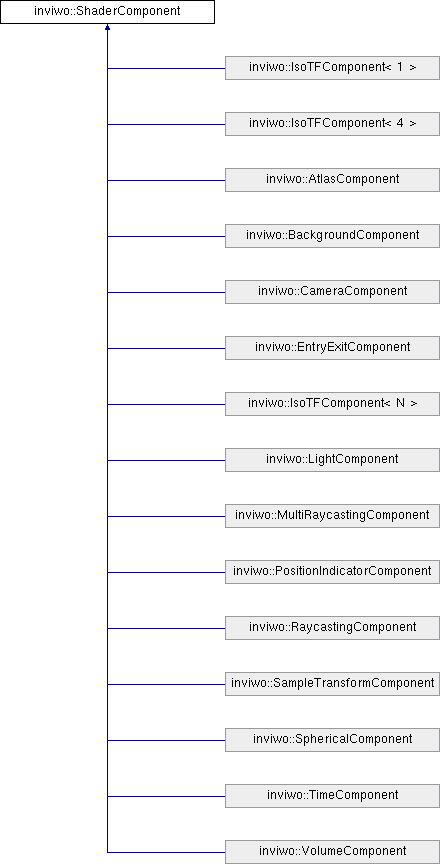 inviwo::ShaderComponent
inviwo::IsoTFComponent< 1 >
inviwo::IsoTFComponent< 4 >
inviwo::AtlasComponent
inviwo::BackgroundComponent
inviwo::CameraComponent
inviwo::EntryExitComponent
inviwo::IsoTFComponent< N >
inviwo::LightComponent
inviwo::MultiRaycastingComponent
inviwo::PositionIndicatorComponent
inviwo::RaycastingComponent
inviwo::SampleTransformComponent
inviwo::SphericalComponent
inviwo::TimeComponent
inviwo::VolumeComponent